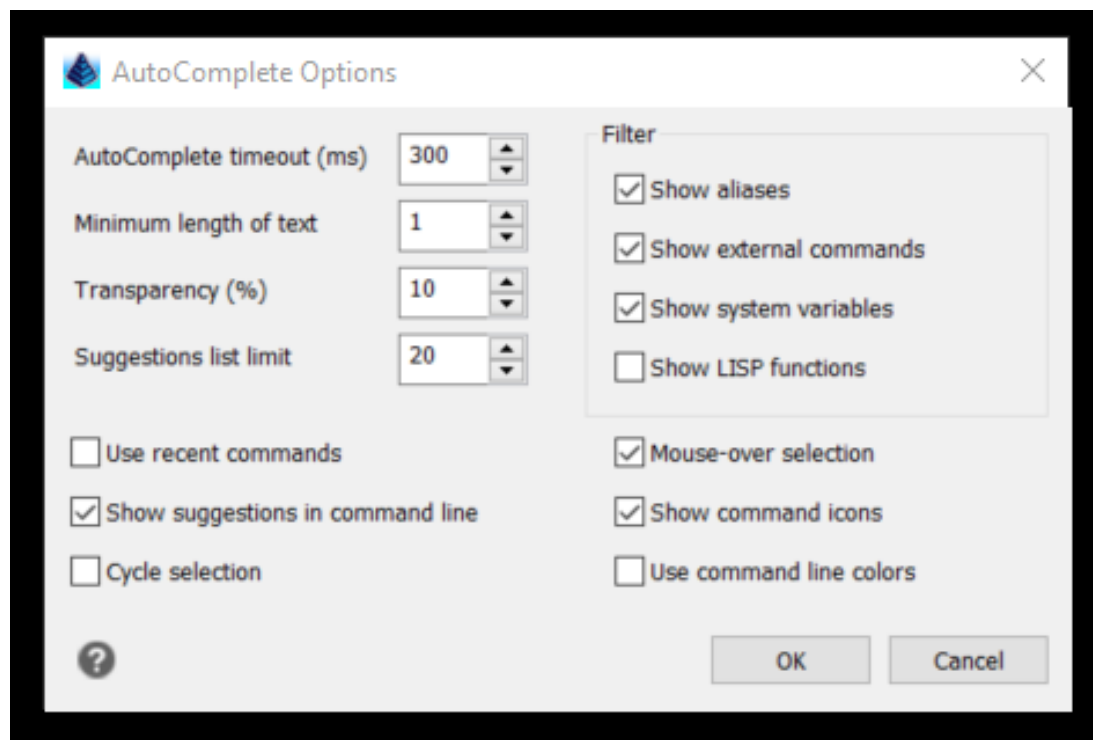 AutoComplete Options
AutoComplete timeout (ms) 300
Minimum length of text 1
Transparency (%) 10
Suggestions list limit 20
Filter
Show aliases
Show external commands
Show system variables
Show LISP functions
Use recent commands
Show suggestions in command line
Cycle selection
Mouse-over selection
Show command icons
Use command line colors
?
OK
Cancel